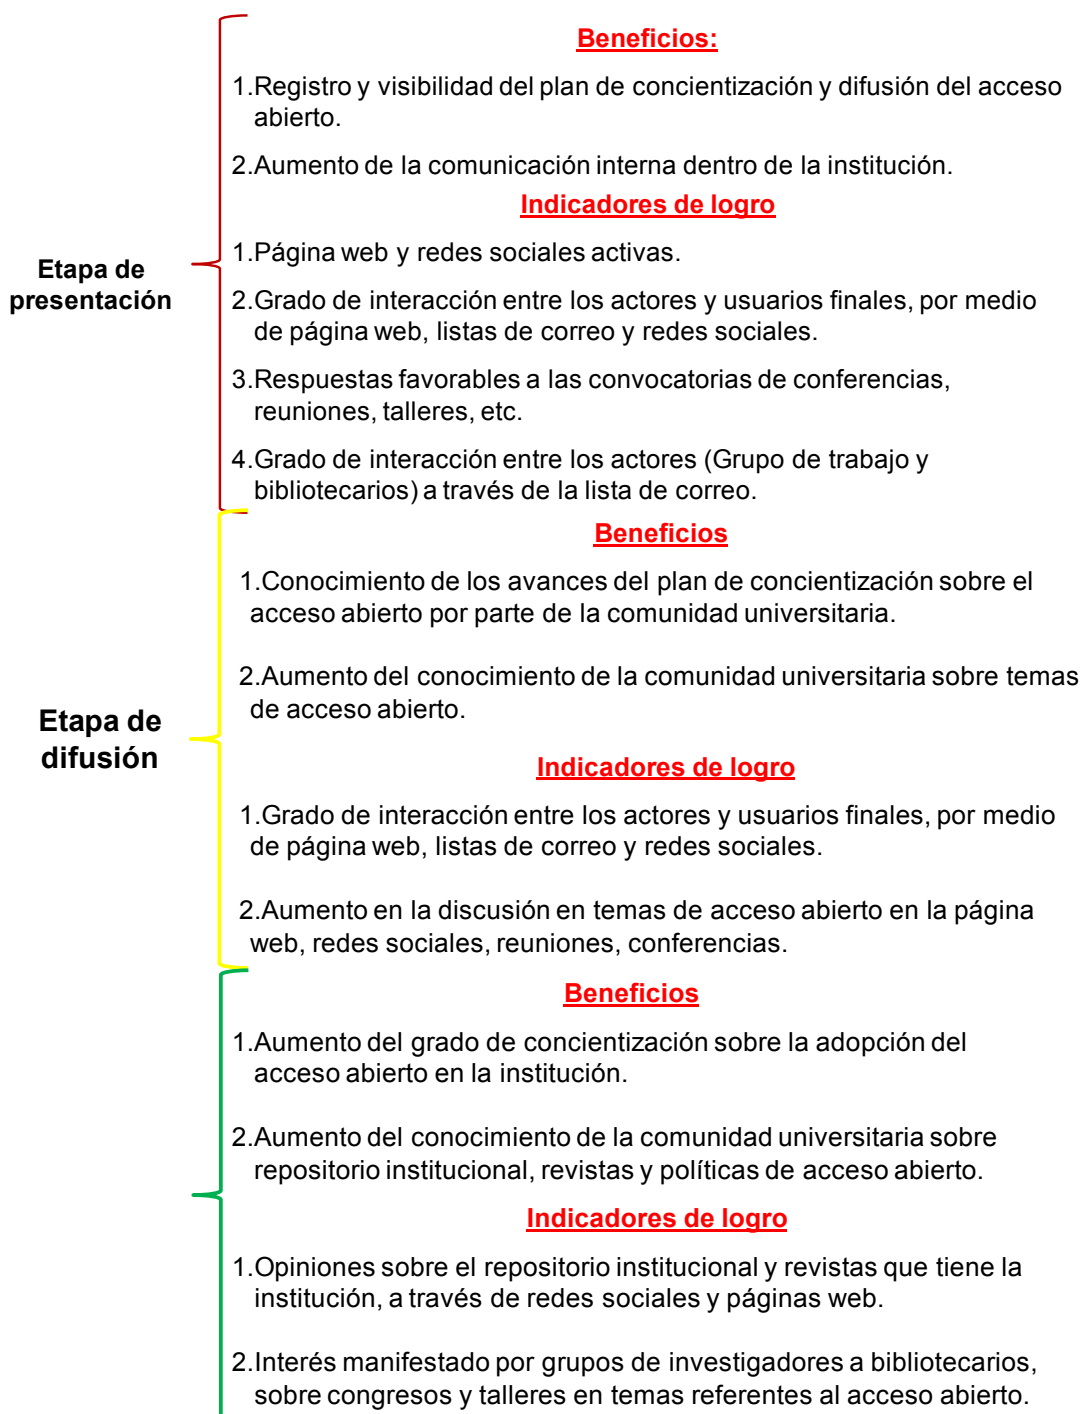 Beneficios:
1.Registro y visibilidad del plan de concientización y difusión del acceso
abierto.
2.Aumento de la comunicación interna dentro de la institución.
Indicadores de logro
1.Página web y redes sociales activas.
Etapa de
presentación
2.Grado de interacción entre los actores y usuarios finales, por medio
de página web, listas de correo y redes sociales.
3.Respuestas favorables a las convocatorias de conferencias,
reuniones, talleres, etc.
4.Grado de interacción entre los actores (Grupo de trabajo y
bibliotecarios) a través de la lista de correo.
Beneficios
1.Conocimiento de los avances del plan de concientización sobre el
acceso abierto por parte de la comunidad universitaria.
2.Aumento del conocimiento de la comunidad universitaria sobre temas
de acceso abierto.
Etapa de
difusión
Indicadores de logro
1.Grado de interacción entre los actores y usuarios finales, por medio
de página web, listas de correo y redes sociales.
2.Aumento en la discusión en temas de acceso abierto en la página
web, redes sociales, reuniones, conferencias.
Beneficios
1.Aumento del grado de concientización sobre la adopción del
acceso abierto en la institución.
2.Aumento del conocimiento de la comunidad universitaria sobre
repositorio institucional, revistas y políticas de acceso abierto.
Indicadores de logro
1.Opiniones sobre el repositorio institucional y revistas que tiene la
institución, a través de redes sociales y páginas web.
2.Interés manifestado por grupos de investigadores a bibliotecarios,
sobre congresos y talleres en temas referentes al acceso abierto.